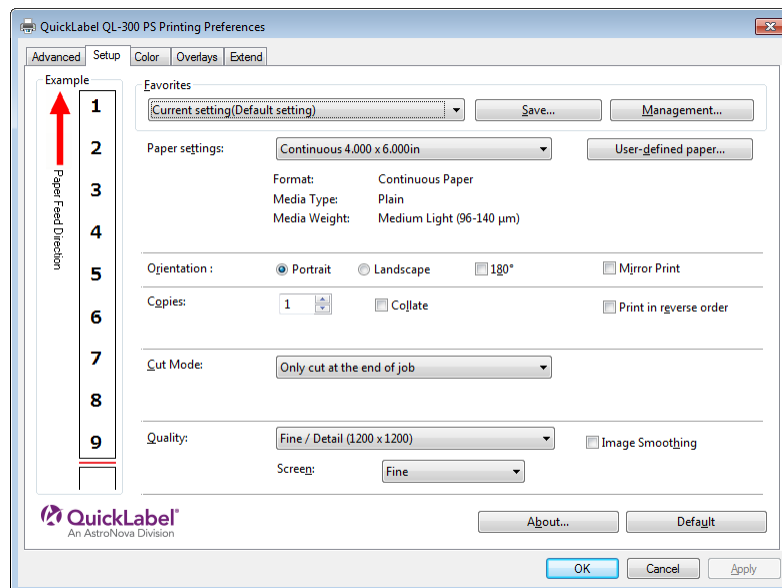 QuickLabel QL-300 PS Printing Preferences
Advanced Setup Color Overlays Extend
Example
1
2
3
4
5
6
7
8
9
Paper Feed Direction
Favorites
Current setting(Default setting) Save... Management...
Paper settings: Continuous 4.000 x 6.000in User-defined paper...
Format: Continuous Paper
Media Type: Plain
Media Weight: Medium Light (96-140 µm)
Orientation : Portrait Landscape 180° Mirror Print
Copies: 1 Collate Print in reverse order
Cut Mode: Only cut at the end of job
Quality: Fine / Detail (1200 x 1200) Image Smoothing
Screen: Fine
QuickLabel®
An AstroNova Division
About... Default
OK Cancel Apply